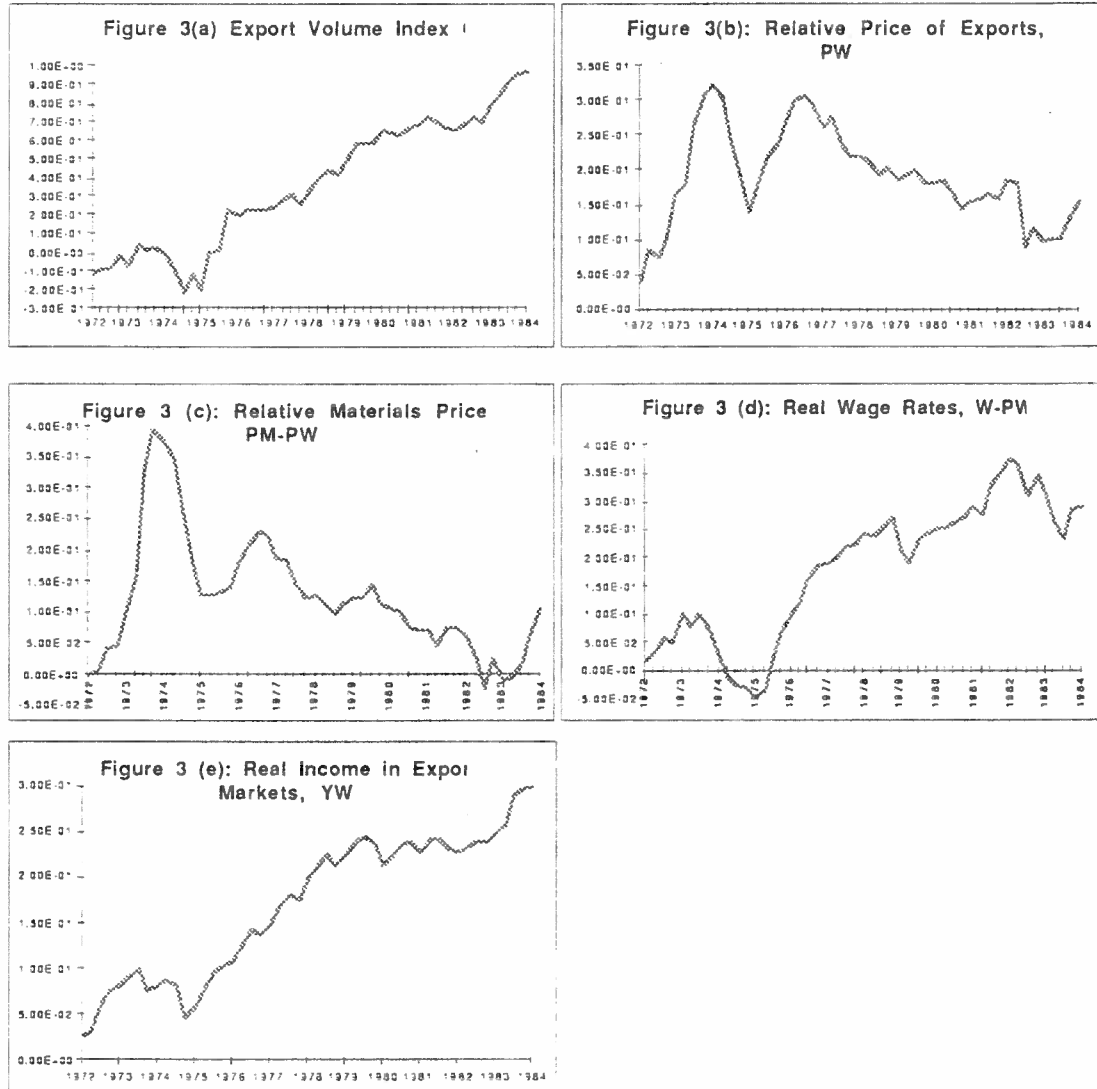 Figure 3(a) Export Volume Index (
1.00E+00
9.00E-01
8.00E-01
7.00E-01
6.00E-01
5.00E-01
4.00E-01
3.00E-01
2.00E-01
1.00E-01
0.00E+00
-1.00E-01
-2.00E-01
-3.00E-01
1972 1973 1974 1975 1976 1977 1978 1979 1980 1981 1982 1983 1984
Figure 3(b): Relative Price of Exports,
PW
3.50E-01
3.00E-01
2.50E-01
2.00E-01
1.50E-01
1.00E-01
5.00E-02
0.00E+00
1972 1973 1974 1975 1976 1977 1978 1979 1980 1981 1982 1983 1984
Figure 3 (c): Relative Materials Price
PM-PW
4.00E-01
3.50E-01
3.00E-01
2.50E-01
2.00E-01
1.50E-01
1.00E-01
5.00E-02
0.00E+00
-5.00E-02
1972 1973 1974 1975 1976 1977 1978 1979 1980 1981 1982 1983 1984
Figure 3 (d): Real Wage Rates, W-PW
4.00E-01
3.50E-01
3.00E-01
2.50E-01
2.00E-01
1.50E-01
1.00E-01
5.00E-02
0.00E+00
-5.00E-02
1972 1973 1974 1975 1976 1977 1978 1979 1980 1981 1982 1983 1984
Figure 3 (e): Real Income in Expor
Markets, YW
3.00E-01
2.50E-01
2.00E-01
1.50E-01
1.00E-01
5.00E-02
0.00E+00
1972 1973 1974 1975 1976 1977 1978 1979 1980 1981 1982 1983 1984